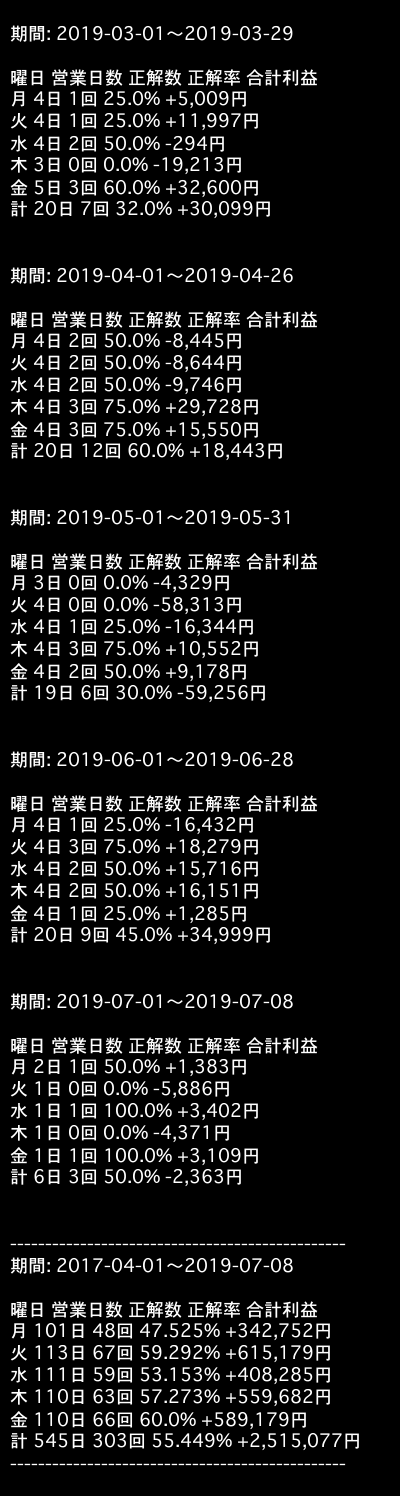 期間: 2019-03-01〜2019-03-29
曜日 営業日数 正解数 正解率 合計利益
月 4日 1回 25.0% +5,009円
火 4日 1回 25.0% +11,997円
水 4日 2回 50.0% -294円
木 3日 0回 0.0% -19,213円
金 5日 3回 60.0% +32,600円
計 20日 7回 32.0% +30,099円
期間: 2019-04-01〜2019-04-26
曜日 営業日数 正解数 正解率 合計利益
月 4日 2回 50.0% -8,445円
火 4日 2回 50.0% -8,644円
水 4日 2回 50.0% -9,746円
木 4日 3回 75.0% +29,728円
金 4日 3回 75.0% +15,550円
計 20日 12回 60.0% +18,443円
期間: 2019-05-01〜2019-05-31
曜日 営業日数 正解数 正解率 合計利益
月 3日 0回 0.0% -4,329円
火 4日 0回 0.0% -58,313円
水 4日 1回 25.0% -16,344円
木 4日 3回 75.0% +10,552円
金 4日 2回 50.0% +9,178円
計 19日 6回 30.0% -59,256円
期間: 2019-06-01〜2019-06-28
曜日 営業日数 正解数 正解率 合計利益
月 4日 1回 25.0% -16,432円
火 4日 3回 75.0% +18,279円
水 4日 2回 50.0% +15,716円
木 4日 2回 50.0% +16,151円
金 4日 1回 25.0% +1,285円
計 20日 9回 45.0% +34,999円
期間: 2019-07-01〜2019-07-08
曜日 営業日数 正解数 正解率 合計利益
月 2日 1回 50.0% +1,383円
火 1日 0回 0.0% -5,886円
水 1日 1回 100.0% +3,402円
木 1日 0回 0.0% -4,371円
金 1日 1回 100.0% +3,109円
計 6日 3回 50.0% -2,363円
------------------------------------------------
期間: 2017-04-01〜2019-07-08
曜日 営業日数 正解数 正解率 合計利益
月 101日 48回 47.525% +342,752円
火 113日 67回 59.292% +615,179円
水 111日 59回 53.153% +408,285円
木 110日 63回 57.273% +559,682円
金 110日 66回 60.0% +589,179円
計 545日 303回 55.449% +2,515,077円
------------------------------------------------